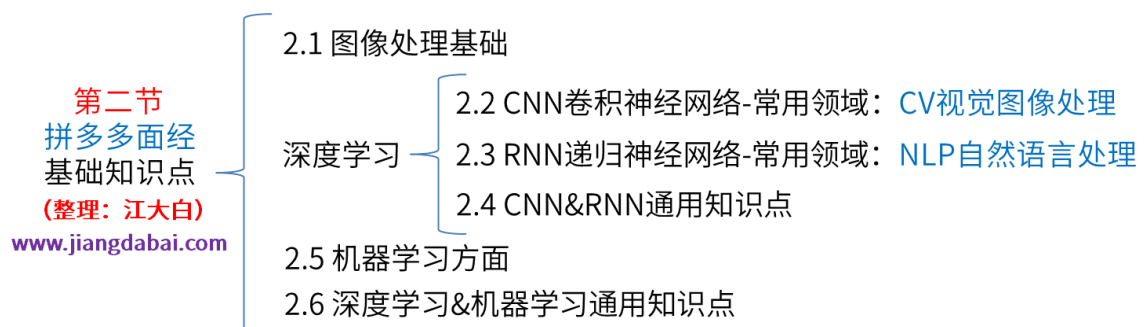 第二节
拼多多面经
基础知识点
（整理：江大白）
www.jiangdabai.com
2.1 图像处理基础
深度学习
2.2 CNN卷积神经网络-常用领域：CV视觉图像处理
2.3 RNN递归神经网络-常用领域：NLP自然语言处理
2.4 CNN&RNN通用知识点
2.5 机器学习方面
2.6 深度学习&机器学习通用知识点